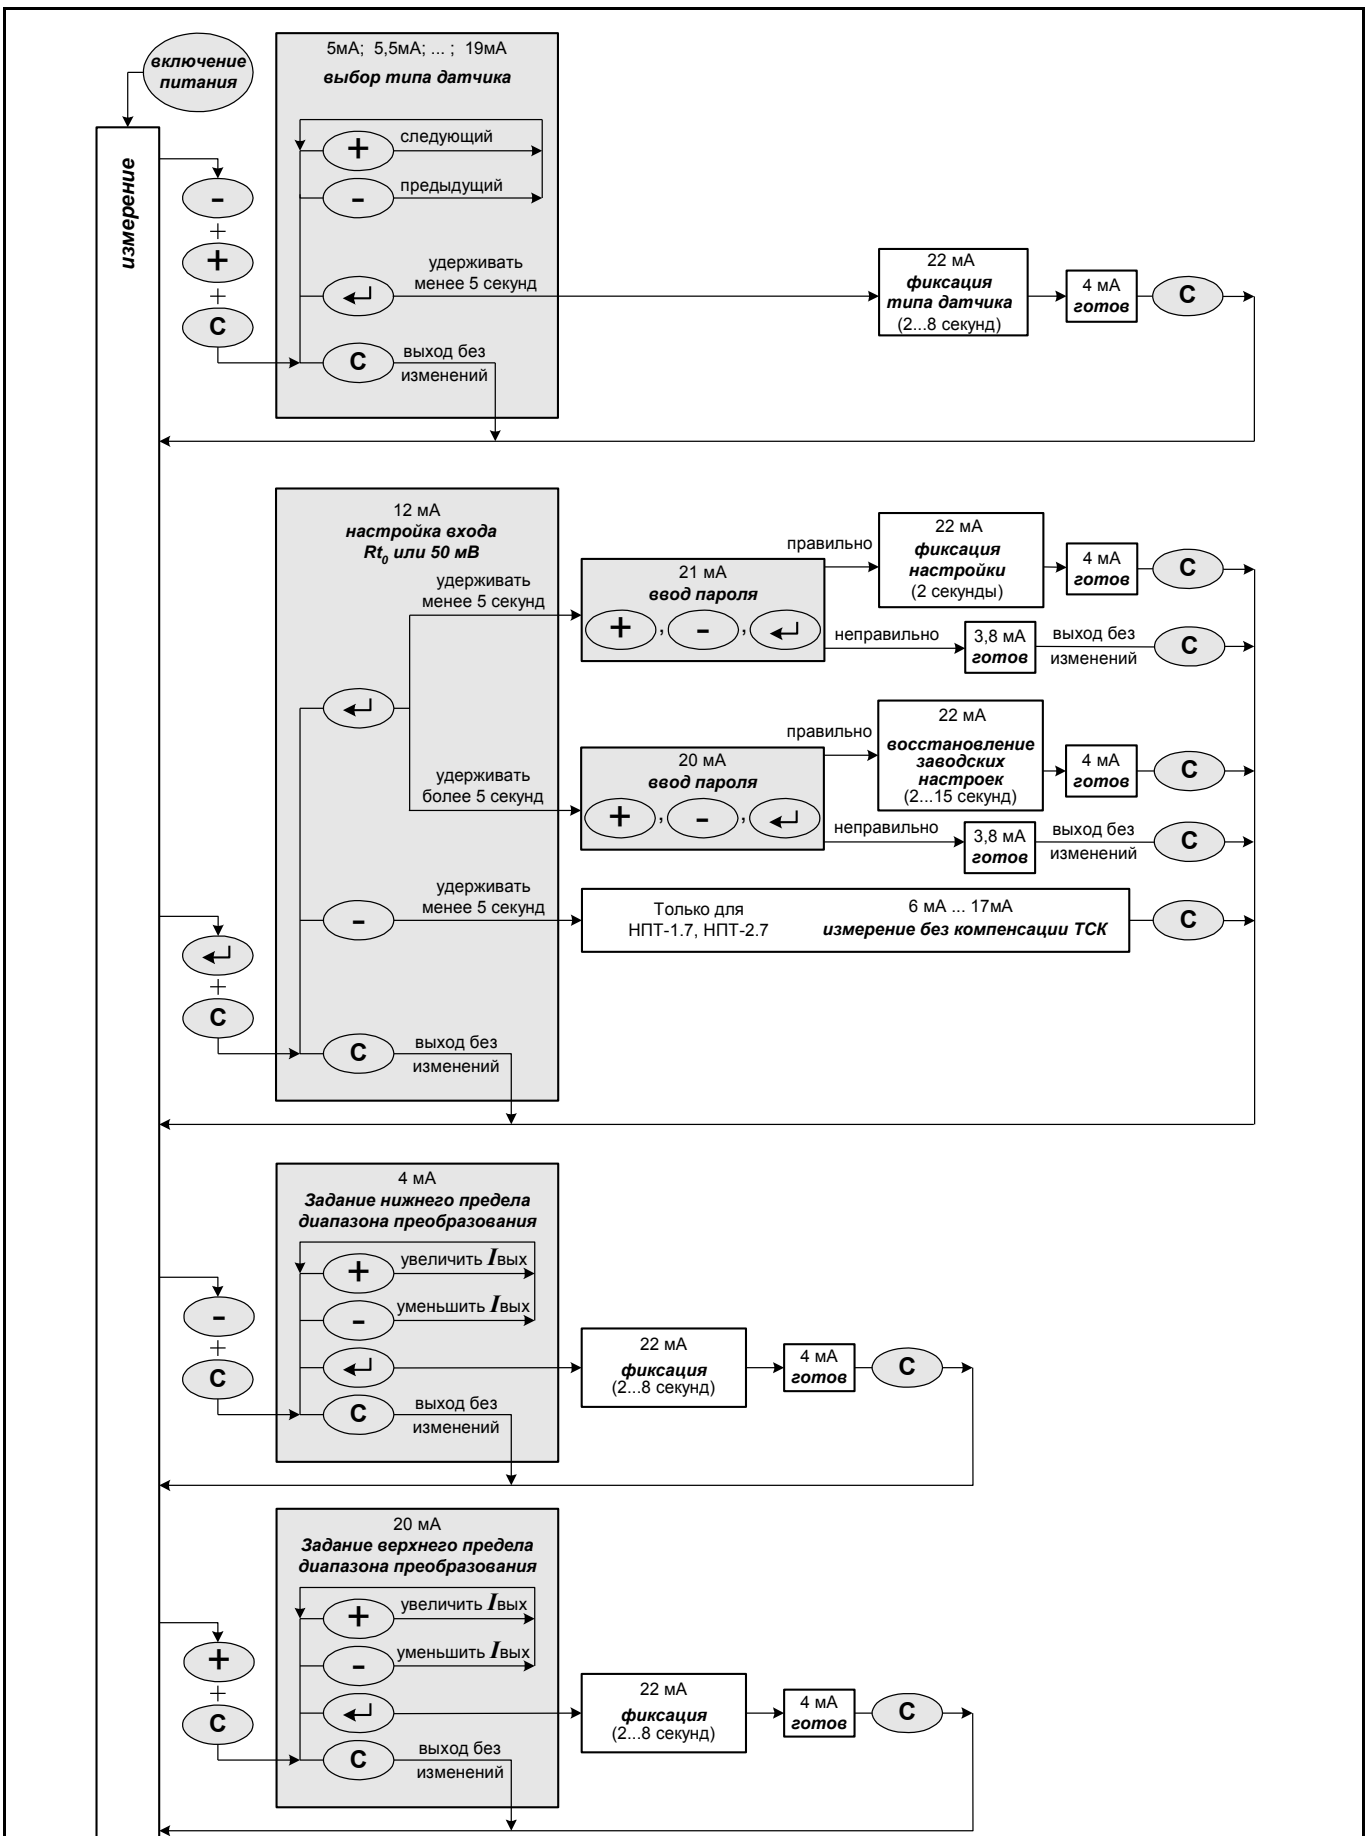 включение
питания
измерение
-
+
+
+
C
5мА; 5,5мА; ... ; 19мА
выбор типа датчика
+
следующий
-
предыдущий
удерживать
менее 5 секунд
C
выход без
изменений
22 мА
фиксация
типа датчика
(2...8 секунд)
4 мА
готов
C
+
C
12 мА
настройка входа
Rt₀ или 50 мВ
удерживать
менее 5 секунд
21 мА
ввод пароля
+ , - ,
правильно
22 мА
фиксация
настройки
(2 секунды)
4 мА
готов
C
неправильно
3,8 мА
готов
выход без
изменений
C
удерживать
более 5 секунд
20 мА
ввод пароля
+ , - ,
правильно
22 мА
восстановление
заводских
настроек
(2...15 секунд)
4 мА
готов
C
неправильно
3,8 мА
готов
выход без
изменений
C
-
удерживать
менее 5 секунд
Только для
НПТ-1.7, НПТ-2.7
6 мА ... 17мА
измерение без компенсации ТСК
C
C
выход без
изменений
-
+
C
4 мА
Задание нижнего предела
диапазона преобразования
+
увеличить Iвых
-
уменьшить Iвых
C
выход без
изменений
22 мА
фиксация
(2...8 секунд)
4 мА
готов
C
+
+
C
20 мА
Задание верхнего предела
диапазона преобразования
+
увеличить Iвых
-
уменьшить Iвых
C
выход без
изменений
22 мА
фиксация
(2...8 секунд)
4 мА
готов
C